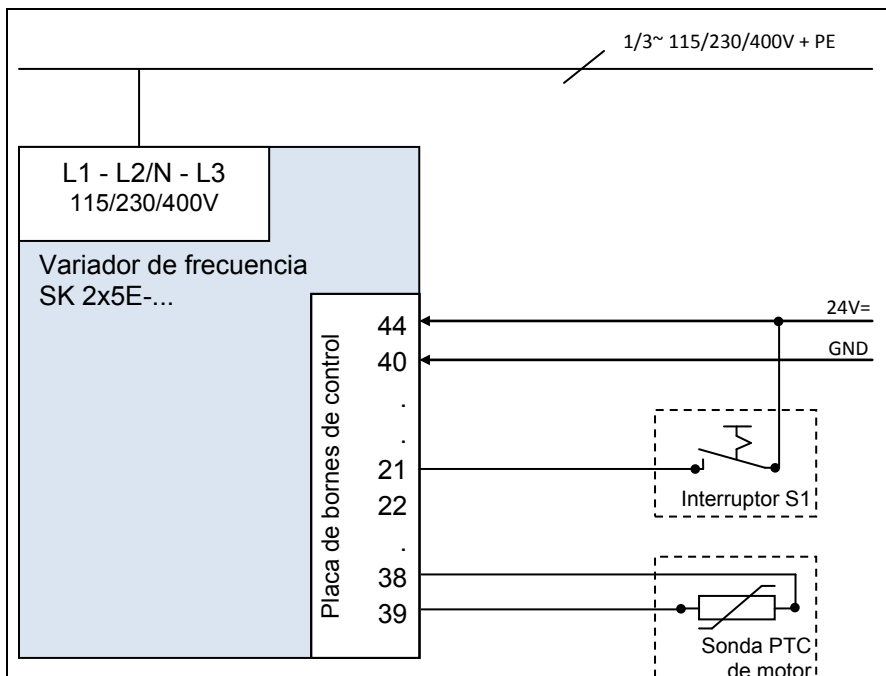 1/3~ 115/230/400V + PE
L1 - L2/N - L3
115/230/400V
Variador de frecuencia
SK 2x5E-...
Placa de bornes de control
44
40
.
.
21
22
.
38
39
24V=
GND
Interruptor S1
Sonda PTC
de motor